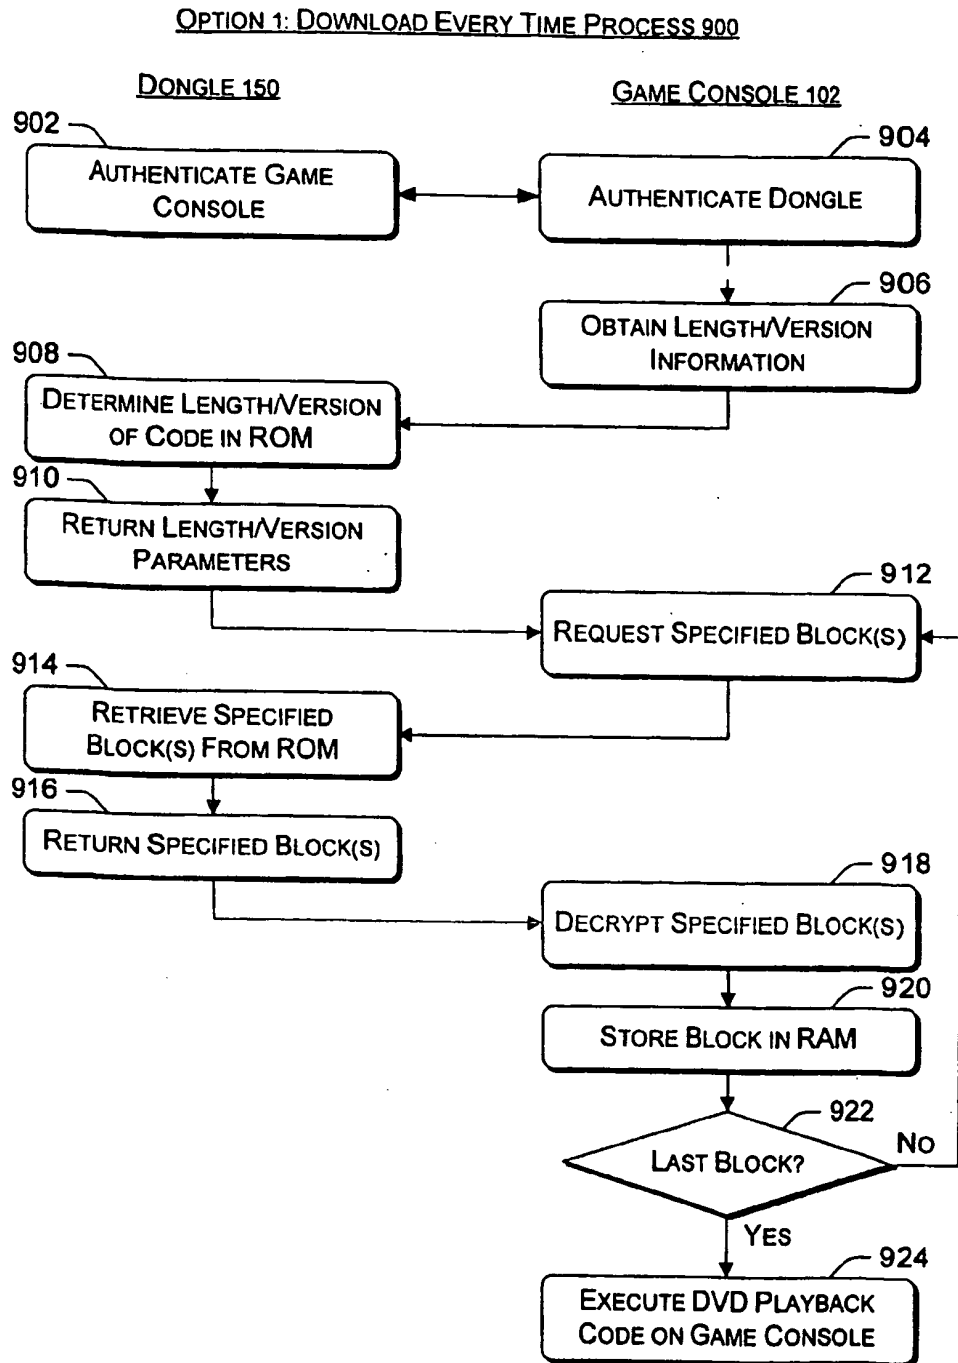 OPTION 1: DOWNLOAD EVERY TIME PROCESS 900
DONGLE 150
GAME CONSOLE 102
902
AUTHENTICATE GAME
CONSOLE
904
AUTHENTICATE DONGLE
906
OBTAIN LENGTH/VERSION
INFORMATION
908
DETERMINE LENGTH/VERSION
OF CODE IN ROM
910
RETURN LENGTH/VERSION
PARAMETERS
912
REQUEST SPECIFIED BLOCK(S)
914
RETRIEVE SPECIFIED
BLOCK(S) FROM ROM
916
RETURN SPECIFIED BLOCK(S)
918
DECRYPT SPECIFIED BLOCK(S)
920
STORE BLOCK IN RAM
922
LAST BLOCK?
NO
YES
924
EXECUTE DVD PLAYBACK
CODE ON GAME CONSOLE